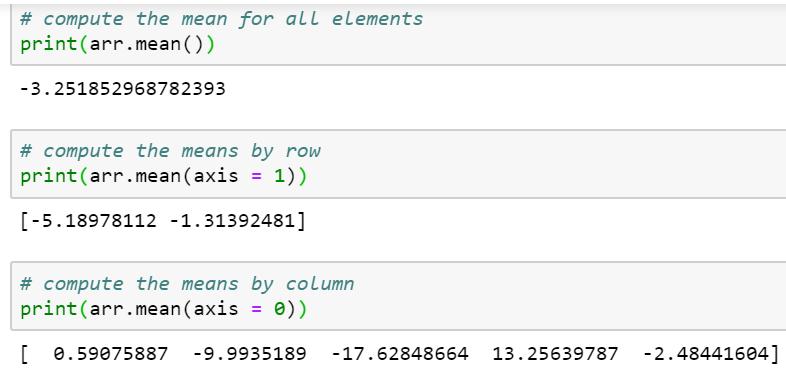 # compute the mean for all elements
print(arr.mean())
-3.251852968782393
# compute the means by row
print(arr.mean(axis = 1))
[-5.18978112 -1.31392481]
# compute the means by column
print(arr.mean(axis = 0))
[  0.59075887  -9.9935189  -17.62848664  13.25639787  -2.48441604]